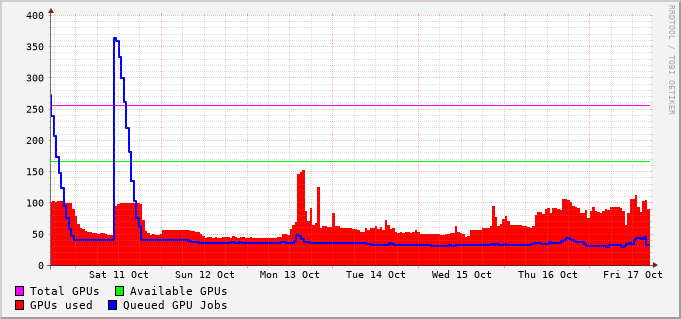 RRDTOOL / TOBI OETIKER
400
350
300
250
200
150
100
50
0
Sat 11 Oct Sun 12 Oct Mon 13 Oct Tue 14 Oct Wed 15 Oct Thu 16 Oct Fri 17 Oct
Total GPUs Available GPUs
GPUs used Queued GPU Jobs